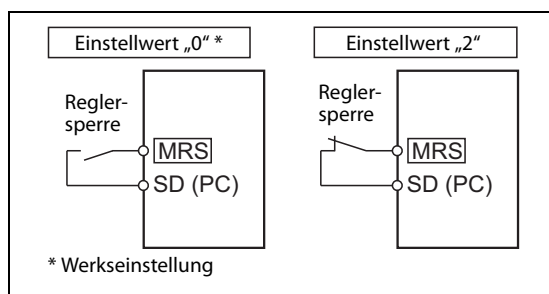 Einstellwert „0“ *
Regler-
sperre
MRS
SD (PC)
Einstellwert „2“
Regler-
sperre
MRS
SD (PC)
* Werkseinstellung